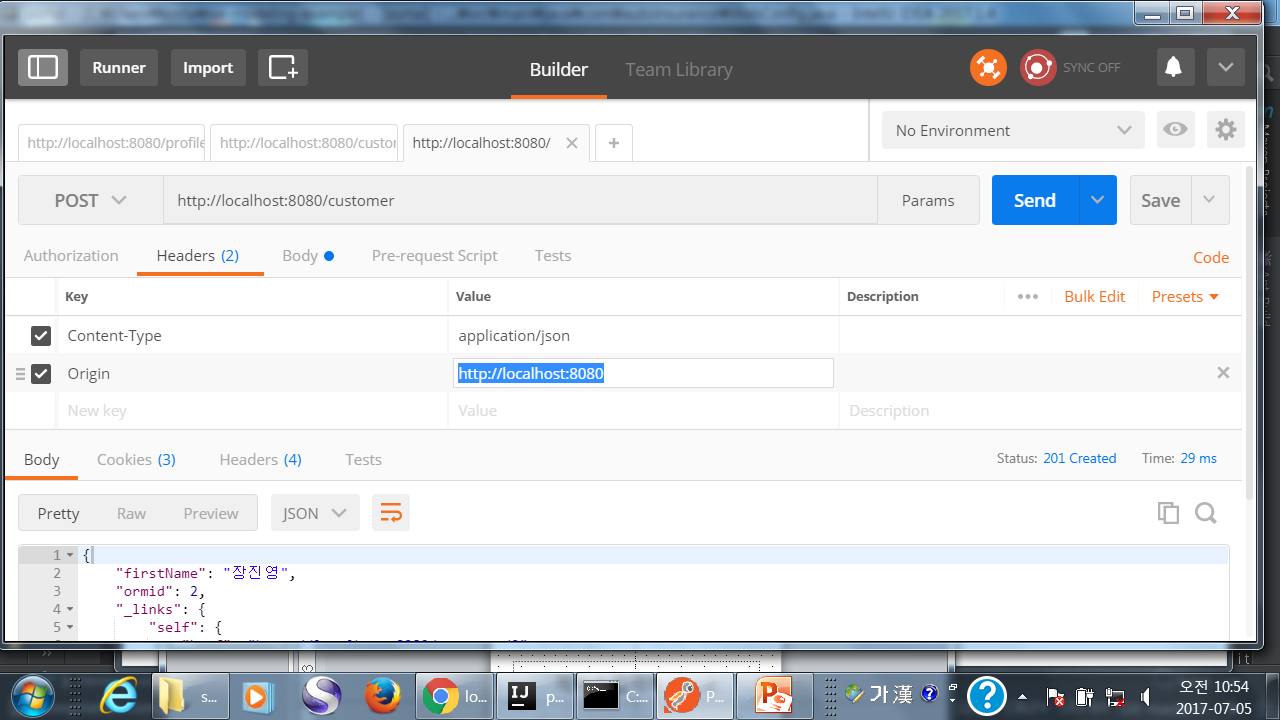 Runner Import Builder Team Library SYNC OFF
http://localhost:8080/profile http://localhost:8080/custor http://localhost:8080/ No Environment
POST http://localhost:8080/customer Params Send Save
Authorization Headers (2) Body Pre-request Script Tests Code
Key Value Description Bulk Edit Presets
Content-Type application/json
Origin http://localhost:8080
New key Value Description
Body Cookies (3) Headers (4) Tests Status: 201 Created Time: 29 ms
Pretty Raw Preview JSON
1 {
2 "firstName": "장진영",
3 "ormid": 2,
4 "_links": {
5 "self": {
s... lo... p... C:... P... 가 漢 오전 10:54
2017-07-05